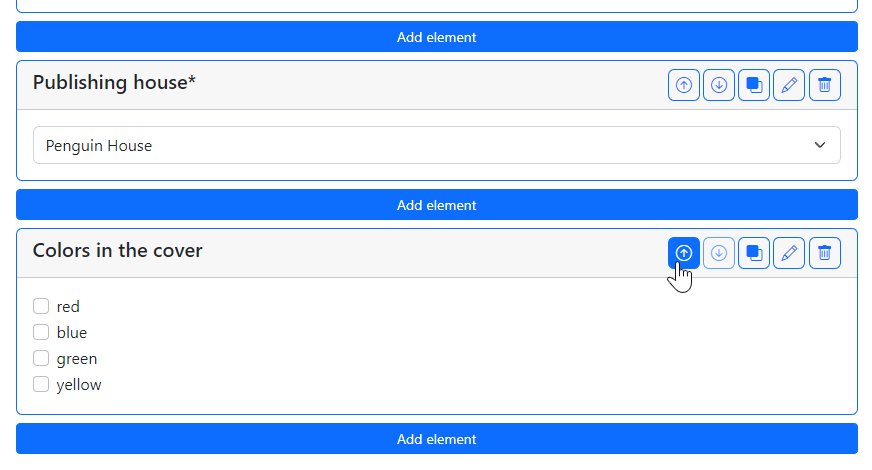 Add element
Publishing house*
Penguin House
Add element
Colors in the cover
red
blue
green
yellow
Add element